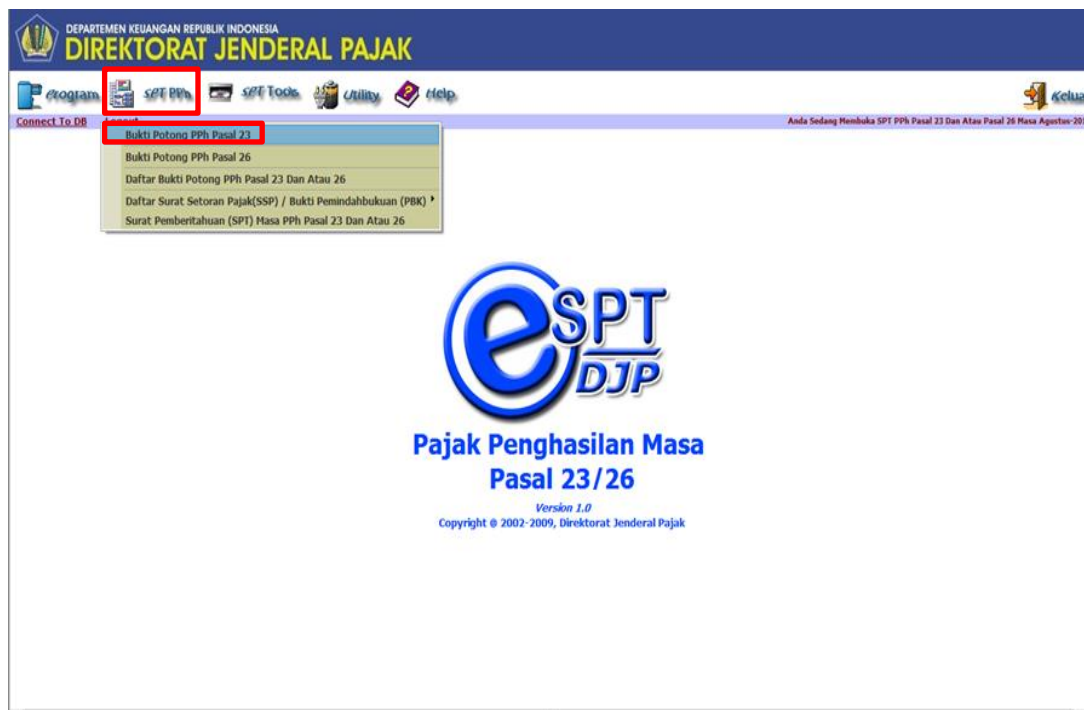 DEPARTEMEN KEUANGAN REPUBLIK INDONESIA
DIREKTORAT JENDERAL PAJAK
Program SPT PPh SPT Tools Utility Help Kelua
Connect To DB Logout Anda Sedang Membuka SPT PPh Pasal 23 Dan Atau Pasal 26 Masa Agustus-20
Bukti Potong PPh Pasal 23
Bukti Potong PPh Pasal 26
Daftar Bukti Potong PPh Pasal 23 Dan Atau 26
Daftar Surat Setoran Pajak(SSP) / Bukti Pemindahbukuan (PBK)
Surat Pemberitahuan (SPT) Masa PPh Pasal 23 Dan Atau 26
eSPT
DJP
Pajak Penghasilan Masa
Pasal 23/26
Version 1.0
Copyright @ 2002-2009, Direktorat Jenderal Pajak